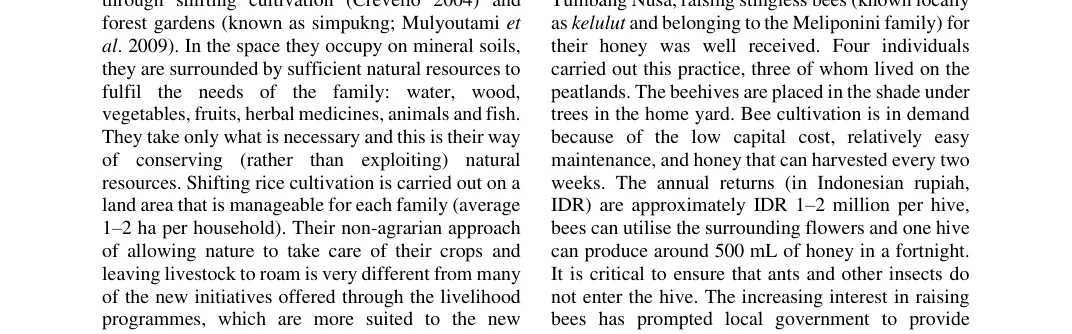 through shifting cultivation (Crevello 2004) and
forest gardens (known as simpukng; Mulyoutami et
al. 2009). In the space they occupy on mineral soils,
they are surrounded by sufficient natural resources to
fulfil the needs of the family: water, wood,
vegetables, fruits, herbal medicines, animals and fish.
They take only what is necessary and this is their way
of conserving (rather than exploiting) natural
resources. Shifting rice cultivation is carried out on a
land area that is manageable for each family (average
1–2 ha per household). Their non-agrarian approach
of allowing nature to take care of their crops and
leaving livestock to roam is very different from many
of the new initiatives offered through the livelihood
programmes, which are more suited to the new
Tumbang Nusa, raising stingless bees (known locally
as kelulut and belonging to the Meliponini family) for
their honey was well received. Four individuals
carried out this practice, three of whom lived on the
peatlands. The beehives are placed in the shade under
trees in the home yard. Bee cultivation is in demand
because of the low capital cost, relatively easy
maintenance, and honey that can harvested every two
weeks. The annual returns (in Indonesian rupiah,
IDR) are approximately IDR 1–2 million per hive,
bees can utilise the surrounding flowers and one hive
can produce around 500 mL of honey in a fortnight.
It is critical to ensure that ants and other insects do
not enter the hive. The increasing interest in raising
bees has prompted local government to provide